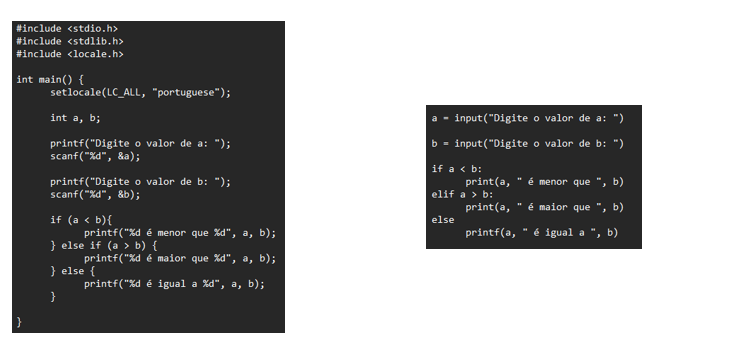 #include <stdio.h>
#include <stdlib.h>
#include <locale.h>
int main() {
setlocale(LC_ALL, "portuguese");
int a, b;
printf("Digite o valor de a: ");
scanf("%d", &a);
printf("Digite o valor de b: ");
scanf("%d", &b);
if (a < b){
printf("%d é menor que %d", a, b);
} else if (a > b) {
printf("%d é maior que %d", a, b);
} else {
printf("%d é igual a %d", a, b);
}
}
a = input("Digite o valor de a: ")
b = input("Digite o valor de b: ")
if a < b:
print(a, " é menor que ", b)
elif a > b:
print(a, " é maior que ", b)
else
printf(a, " é igual a ", b)